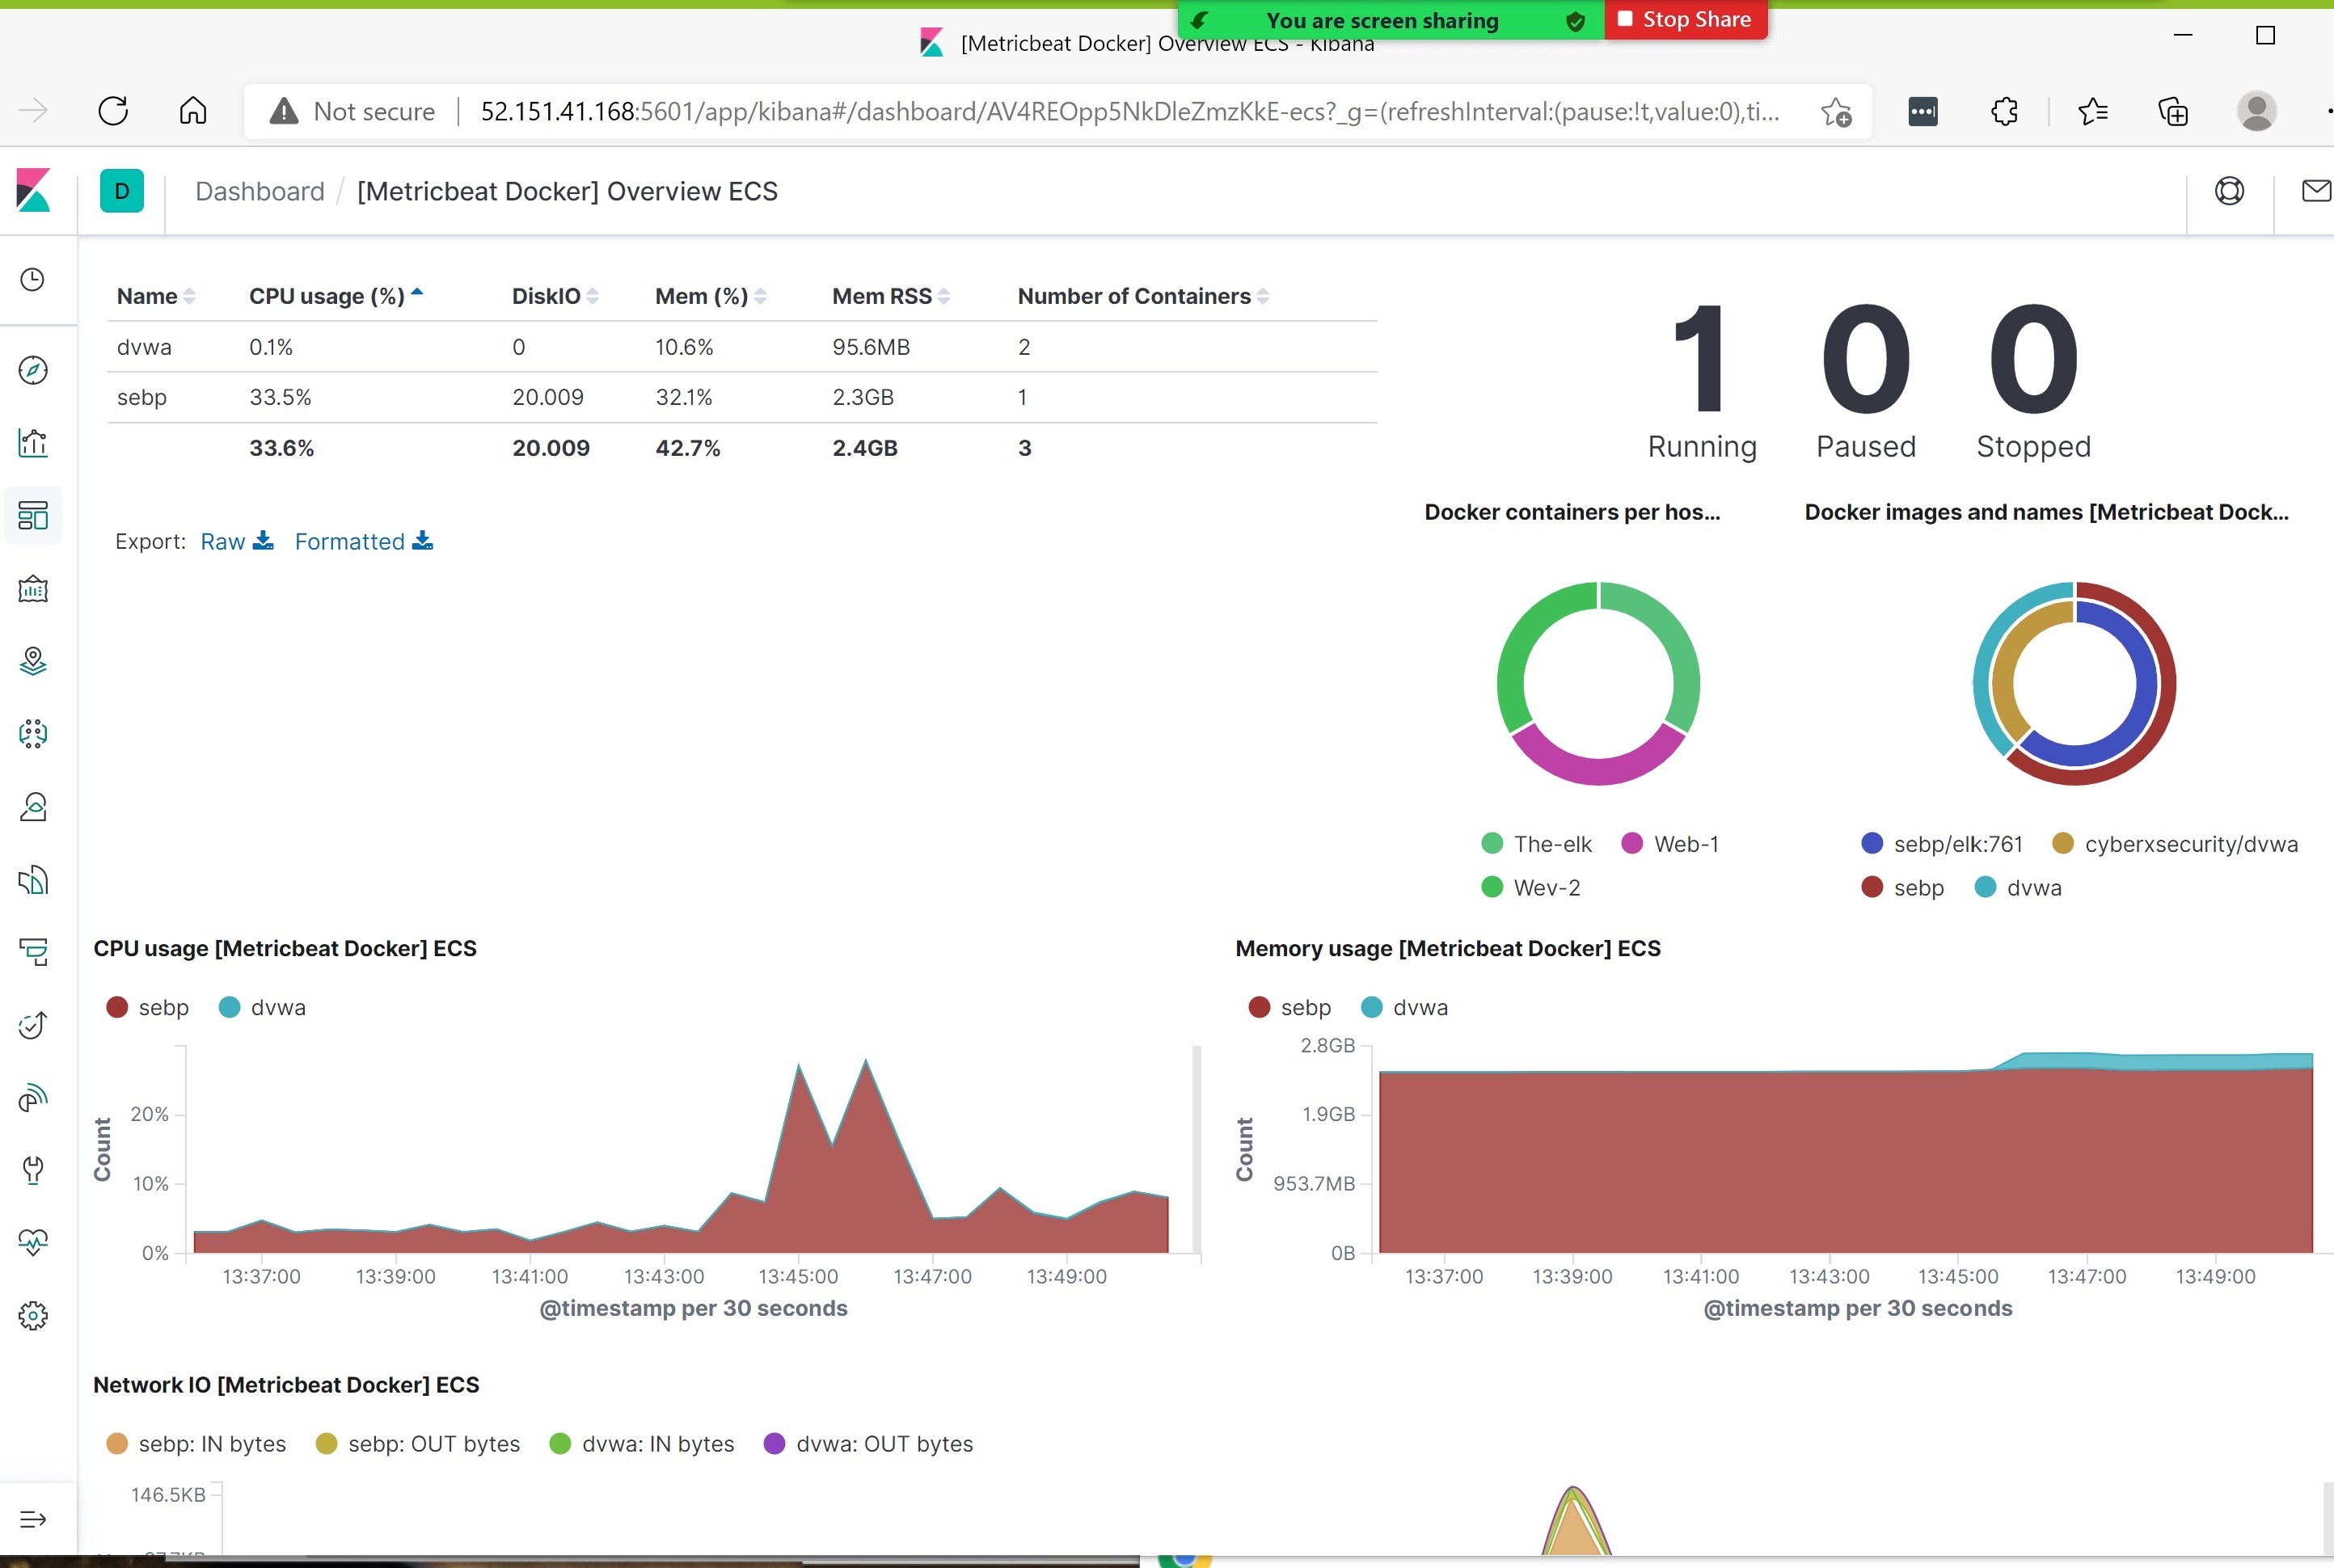 You are screen sharing Stop Share
[Metricbeat Docker] Overview ECS - Kibana
Not secure 52.151.41.168:5601/app/kibana#/dashboard/AV4REOpp5NkDleZmzKkE-ecs?_g=(refreshInterval:(pause:!t,value:0),ti...
D Dashboard / [Metricbeat Docker] Overview ECS
Name CPU usage (%) DiskIO Mem (%) Mem RSS Number of Containers
dvwa 0.1% 0 10.6% 95.6MB 2
sebp 33.5% 20.009 32.1% 2.3GB 1
33.6% 20.009 42.7% 2.4GB 3
Export: Raw Formatted
1 0 0
Running Paused Stopped
Docker containers per hos... Docker images and names [Metricbeat Dock...
The-elk Web-1
Wev-2
sebp/elk:761 cyberxsecurity/dvwa
sebp dvwa
CPU usage [Metricbeat Docker] ECS
sebp dvwa
Count
20%
10%
0%
13:37:00 13:39:00 13:41:00 13:43:00 13:45:00 13:47:00 13:49:00
@timestamp per 30 seconds
Memory usage [Metricbeat Docker] ECS
sebp dvwa
Count
2.8GB
1.9GB
953.7MB
0B
13:37:00 13:39:00 13:41:00 13:43:00 13:45:00 13:47:00 13:49:00
@timestamp per 30 seconds
Network IO [Metricbeat Docker] ECS
sebp: IN bytes sebp: OUT bytes dvwa: IN bytes dvwa: OUT bytes
146.5KB